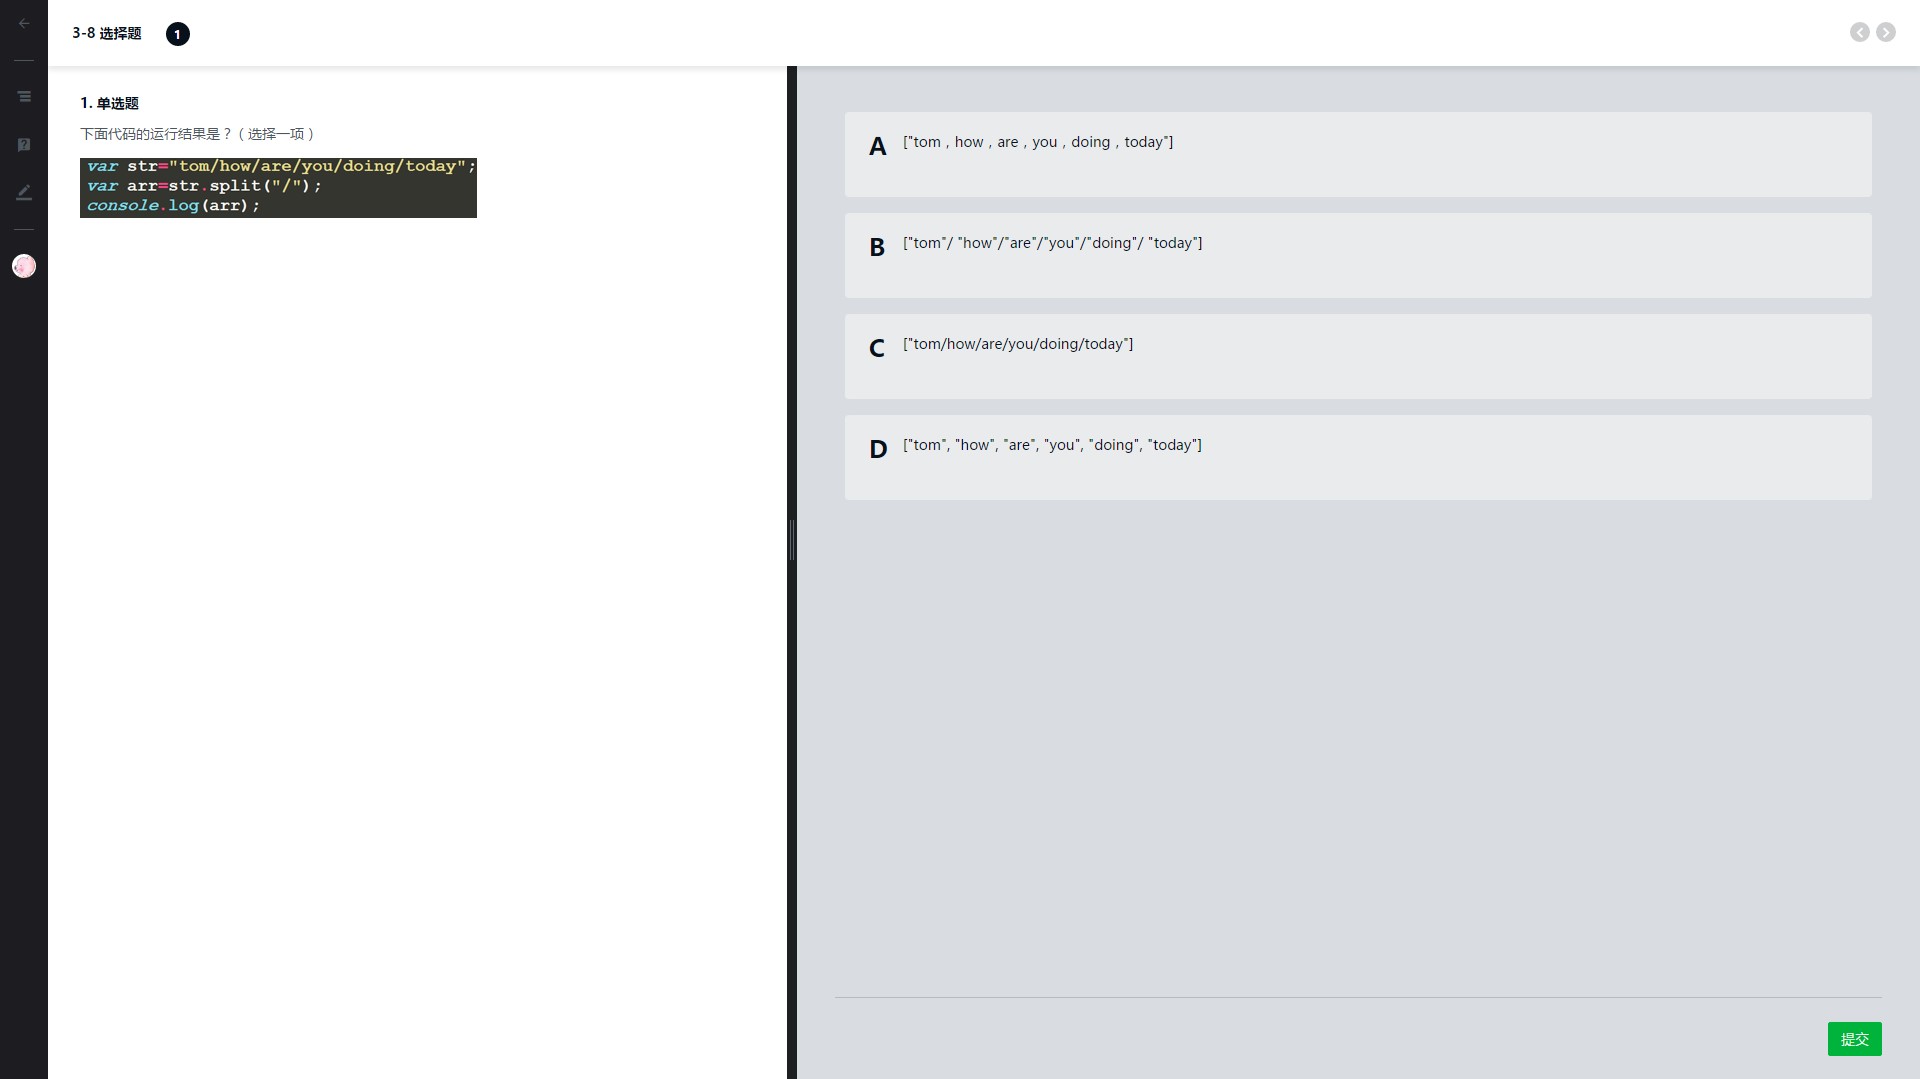 3-8 选择题
1
1. 单选题
下面代码的运行结果是？（选择一项）
var str="tom/how/are/you/doing/today";
var arr=str.split("/");
console.log(arr);
A
["tom , how , are , you , doing , today"]
B
["tom"/ "how"/"are"/"you"/"doing"/ "today"]
C
["tom/how/are/you/doing/today"]
D
["tom", "how", "are", "you", "doing", "today"]
提交